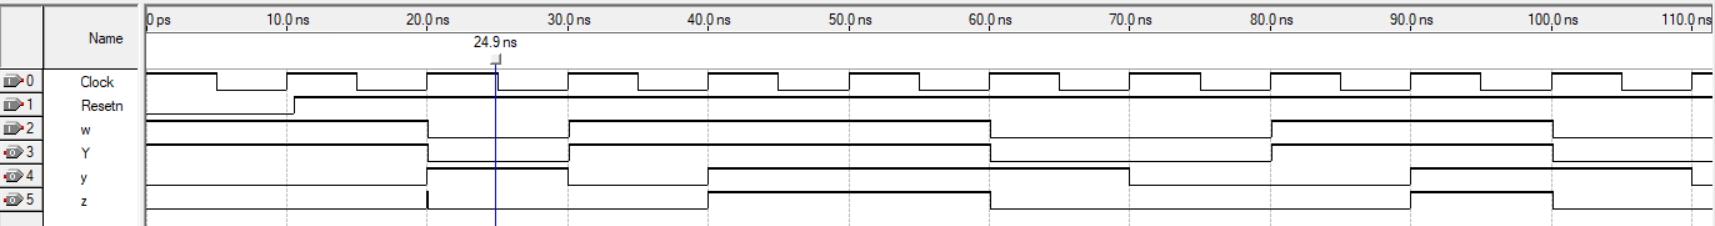 0 ps 10.0 ns 20.0 ns 30.0 ns 40.0 ns 50.0 ns 60.0 ns 70.0 ns 80.0 ns 90.0 ns 100.0 ns 110.0 ns
Name
24.9 ns
0 Clock
1 Resetn
2 w
3 Y
4 y
5 z